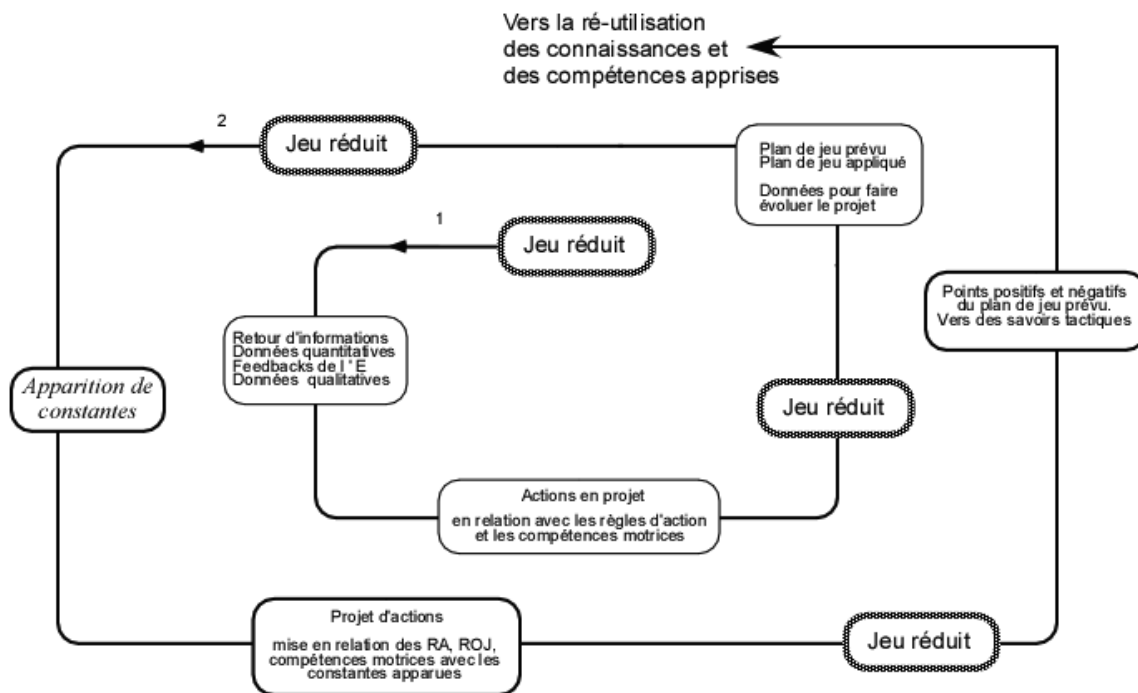 Vers la ré-utilisation
des connaissances et
des compétences apprises
2
Jeu réduit
Plan de jeu prévu
Plan de jeu appliqué
Données pour faire
évoluer le projet
1
Jeu réduit
Points positifs et négatifs
du plan de jeu prévu.
Vers des savoirs tactiques
Retour d'informations
Données quantitatives
Feedbacks de l ' E
Données qualitatives
Apparition de
constantes
Jeu réduit
Actions en projet
en relation avec les règles d'action
et les compétences motrices
Projet d'actions
mise en relation des RA, ROJ,
compétences motrices avec les
constantes apparues
Jeu réduit